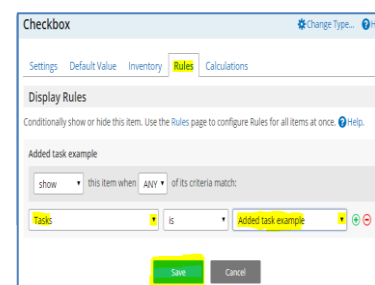 Checkbox Change Type...
Settings Default Value Inventory Rules Calculations
Display Rules
Conditionally show or hide this item. Use the Rules page to configure Rules for all items at once. Help.
Added task example
show this item when ANY of its criteria match:
Tasks is Added task example
Save Cancel